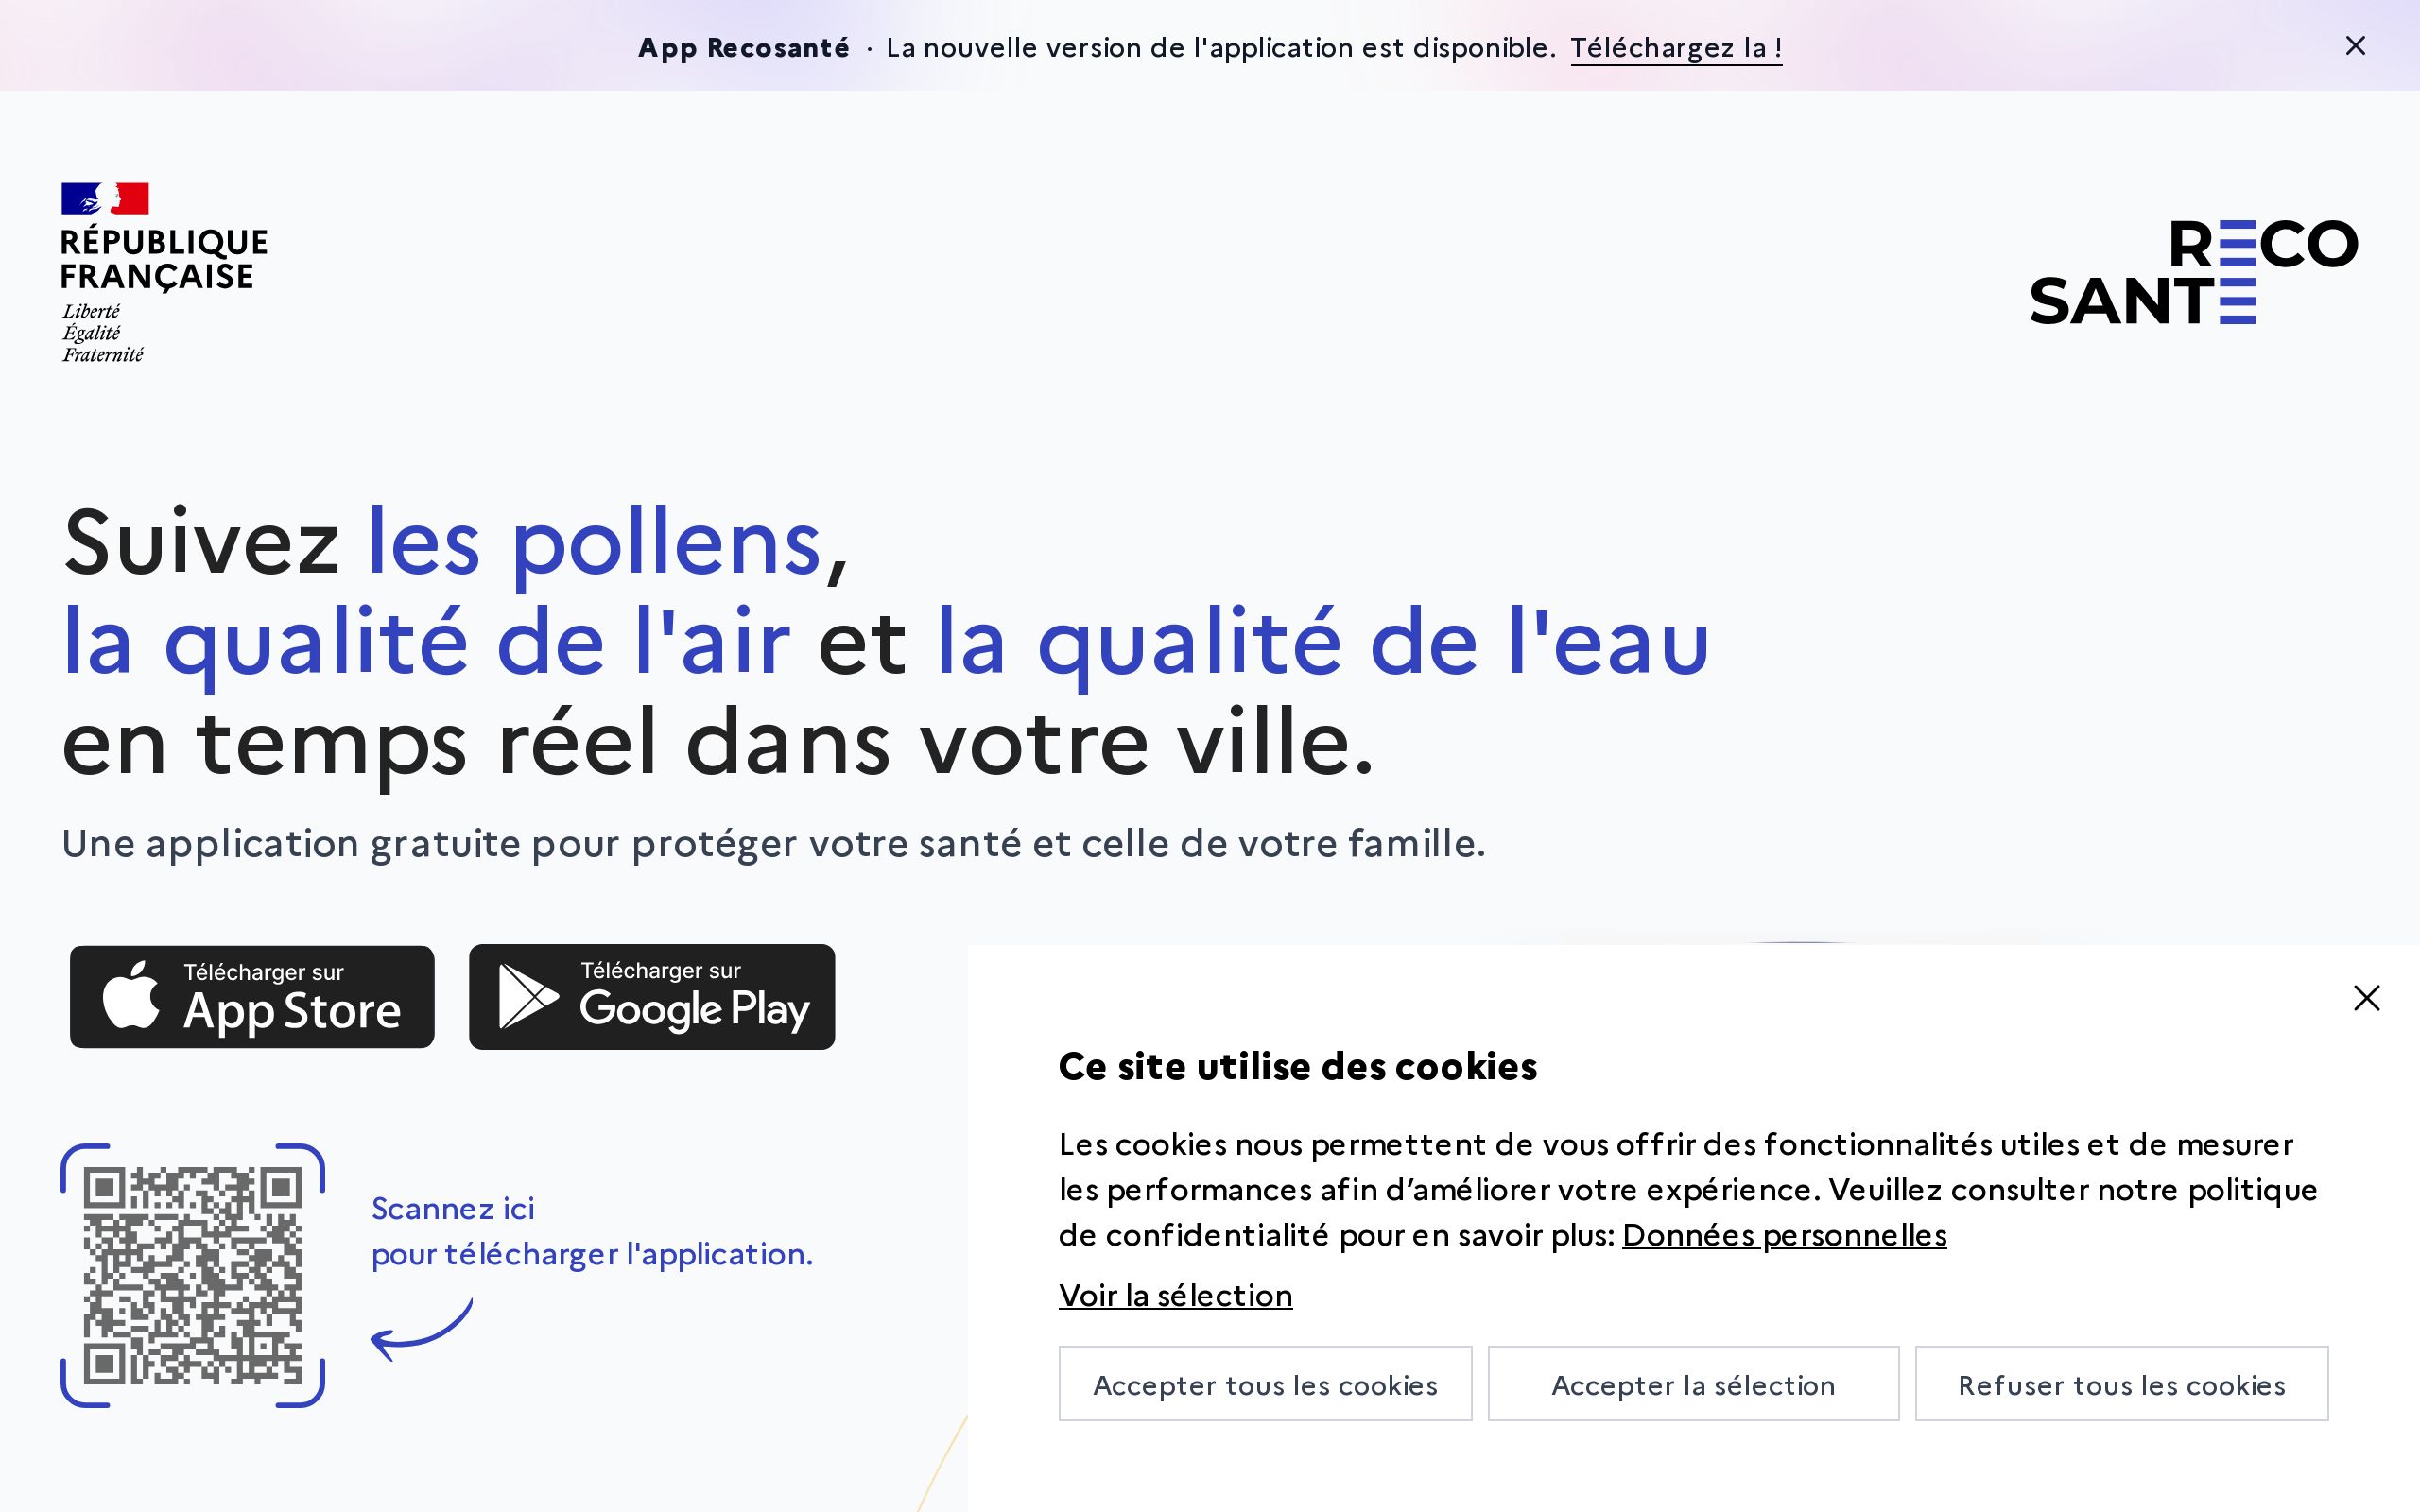 App Recosanté · La nouvelle version de l'application est disponible. Téléchargez la !
RÉPUBLIQUE
FRANÇAISE
Liberté
Égalité
Fraternité
RECO
SANTE
Suivez les pollens,
la qualité de l'air et la qualité de l'eau
en temps réel dans votre ville.
Une application gratuite pour protéger votre santé et celle de votre famille.
Télécharger sur
App Store
Télécharger sur
Google Play
Scannez ici
pour télécharger l'application.
Ce site utilise des cookies
Les cookies nous permettent de vous offrir des fonctionnalités utiles et de mesurer
les performances afin d’améliorer votre expérience. Veuillez consulter notre politique
de confidentialité pour en savoir plus: Données personnelles
Voir la sélection
Accepter tous les cookies
Accepter la sélection
Refuser tous les cookies